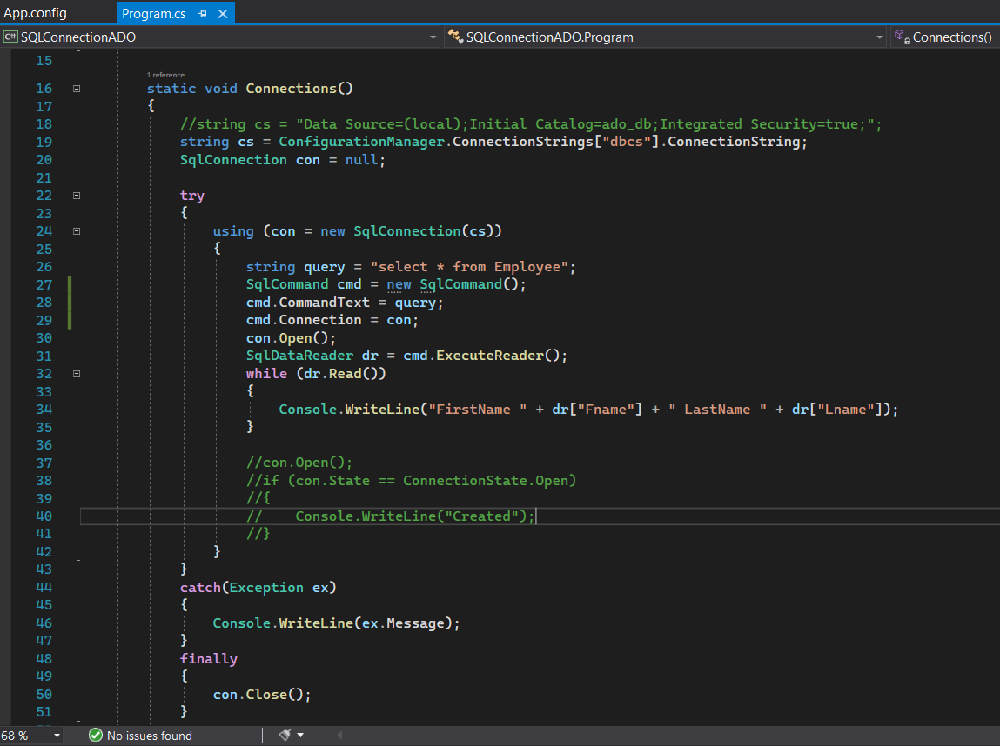 App.config Program.cs
C# SQLConnectionADO SQLConnectionADO.Program Connections()
15
1 reference
16 static void Connections()
17 {
18 //string cs = "Data Source=(local);Initial Catalog=ado_db;Integrated Security=true;";
19 string cs = ConfigurationManager.ConnectionStrings["dbcs"].ConnectionString;
20 SqlConnection con = null;
21
22 try
23 {
24 using (con = new SqlConnection(cs))
25 {
26 string query = "select * from Employee";
27 SqlCommand cmd = new SqlCommand();
28 cmd.CommandText = query;
29 cmd.Connection = con;
30 con.Open();
31 SqlDataReader dr = cmd.ExecuteReader();
32 while (dr.Read())
33 {
34 Console.WriteLine("FirstName " + dr["Fname"] + " LastName " + dr["Lname"]);
35 }
36
37 //con.Open();
38 //if (con.State == ConnectionState.Open)
39 //{
40 //    Console.WriteLine("Created");
41 //}
42 }
43 }
44 catch(Exception ex)
45 {
46 Console.WriteLine(ex.Message);
47 }
48 finally
49 {
50 con.Close();
51 }
68 % No issues found